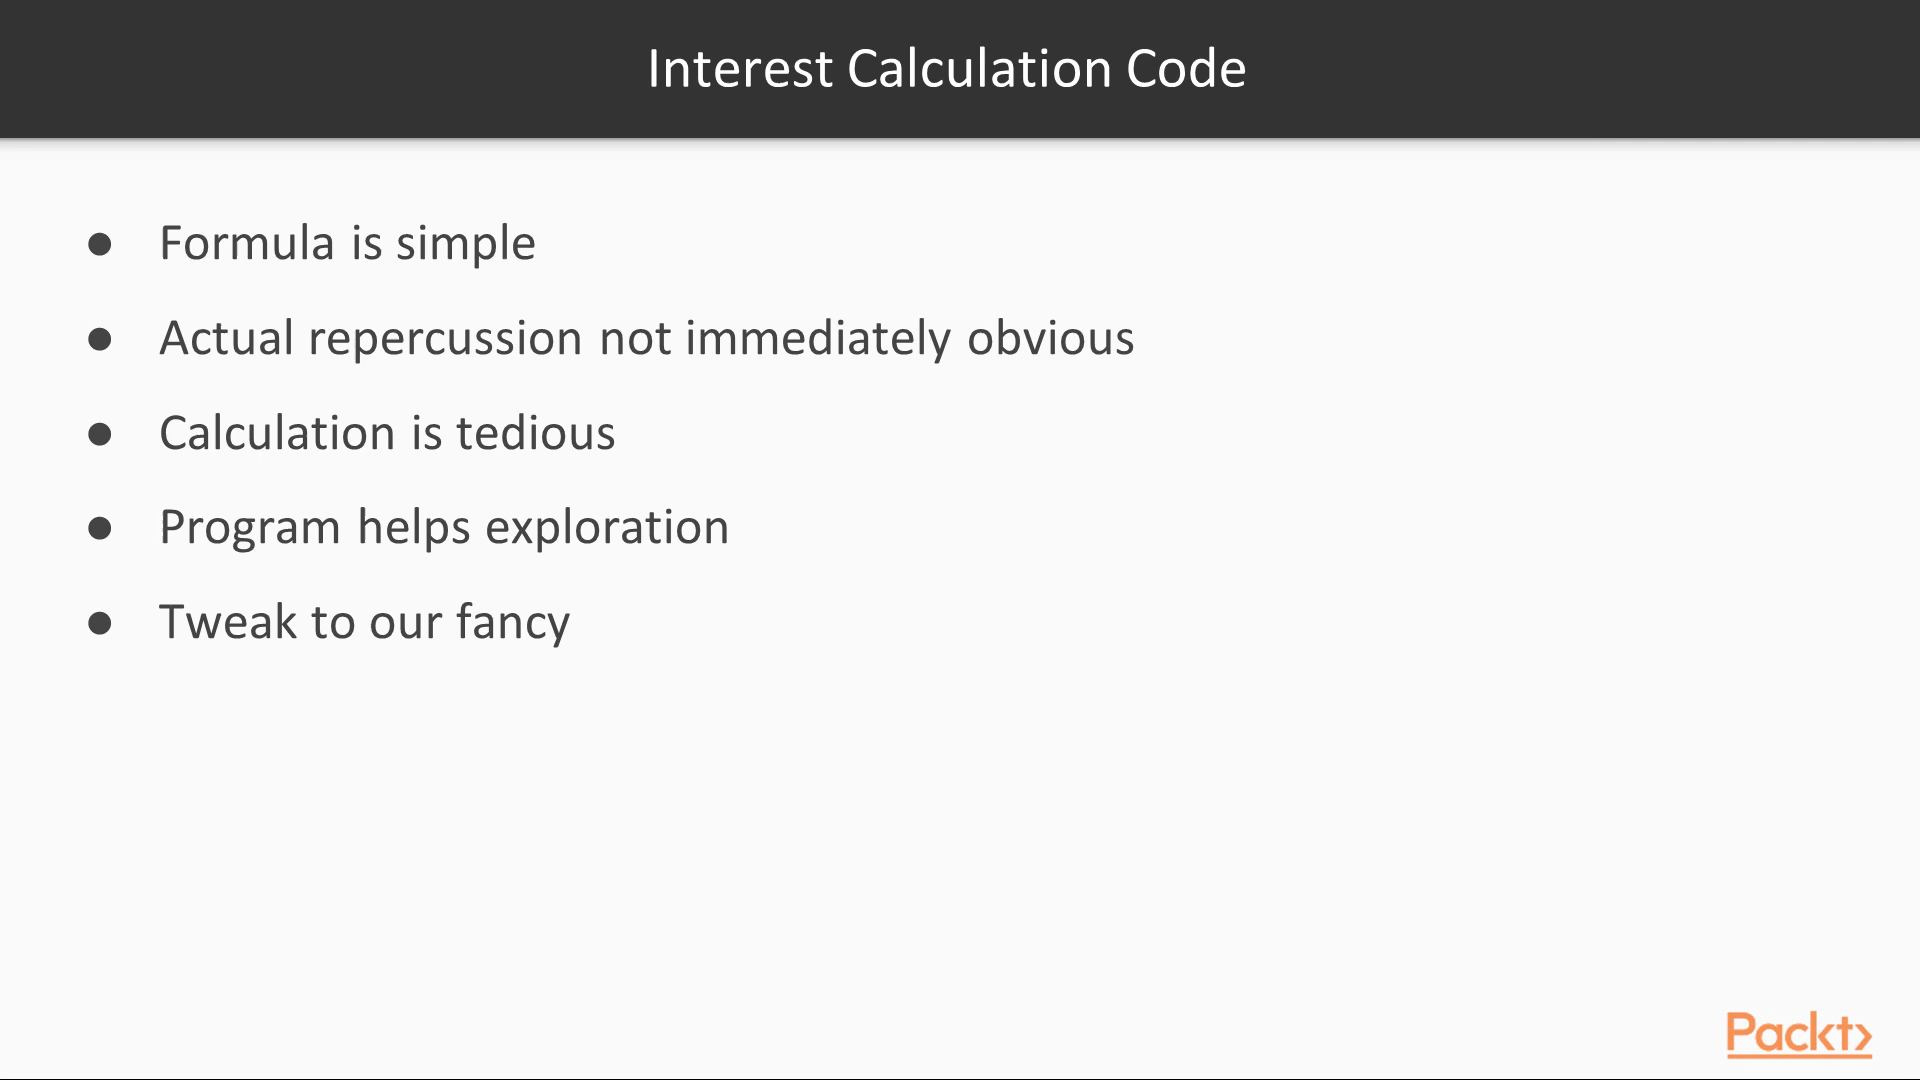 Interest Calculation Code
● Formula is simple
● Actual repercussion not immediately obvious
● Calculation is tedious
● Program helps exploration
● Tweak to our fancy
Packt>